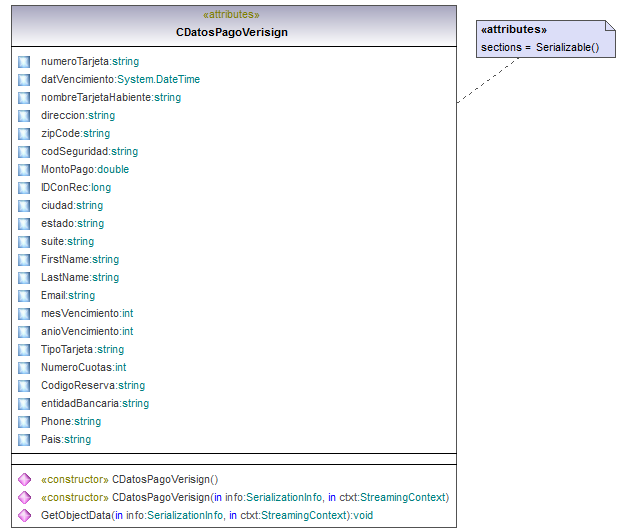 «attributes»
CDatosPagoVerisign
«attributes»
sections = Serializable()
numeroTarjeta:string
datVencimiento:System.DateTime
nombreTarjetaHabiente:string
direccion:string
zipCode:string
codSeguridad:string
MontoPago:double
IDConRec:long
ciudad:string
estado:string
suite:string
FirstName:string
LastName:string
Email:string
mesVencimiento:int
anioVencimiento:int
TipoTarjeta:string
NumeroCuotas:int
CodigoReserva:string
entidadBancaria:string
Phone:string
Pais:string
«constructor» CDatosPagoVerisign()
«constructor» CDatosPagoVerisign(in info:SerializationInfo, in ctxt:StreamingContext)
GetObjectData(in info:SerializationInfo, in ctxt:StreamingContext):void